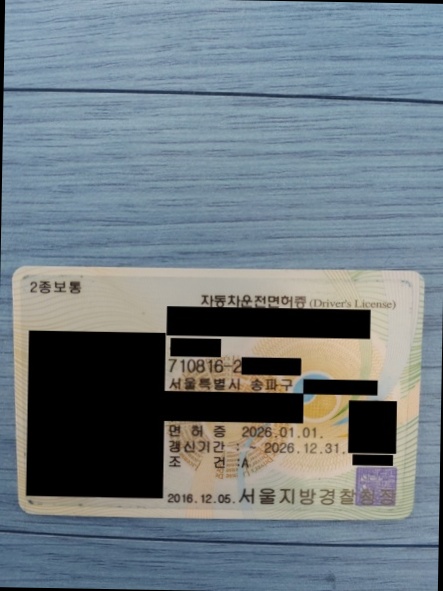 2종보통
자동차운전면허증 (Driver's License)
710816-2
서울특별시 송파구
면 허 증 2026.01.01.
갱신기간 : ~ 2026.12.31.
조 건 :A
2016.12.05. 서울지방경찰청장